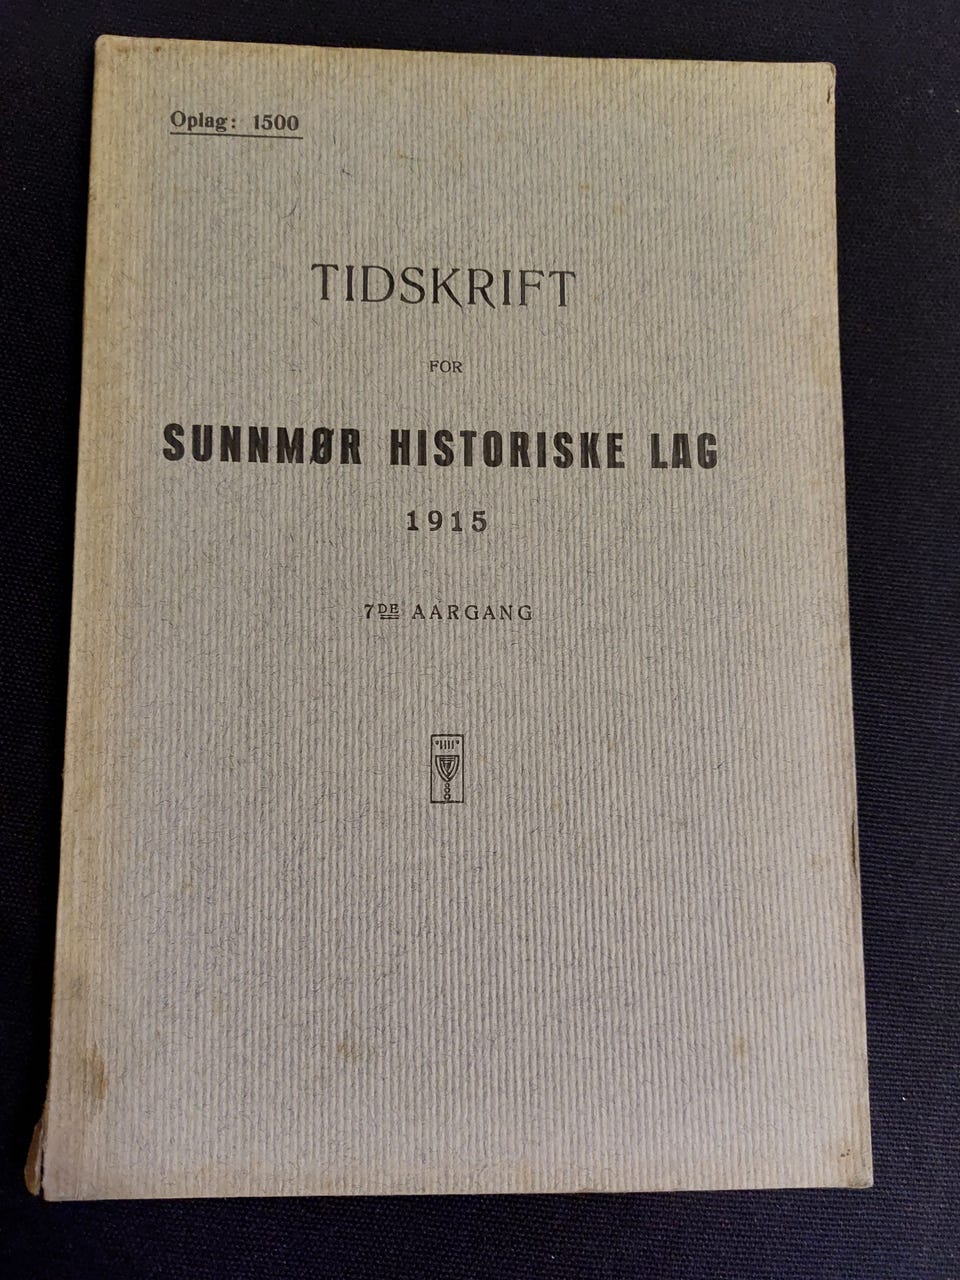 Oplag: 1500
TIDSKRIFT
FOR
SUNNMØR HISTORISKE LAG
1915
7DE AARGANG